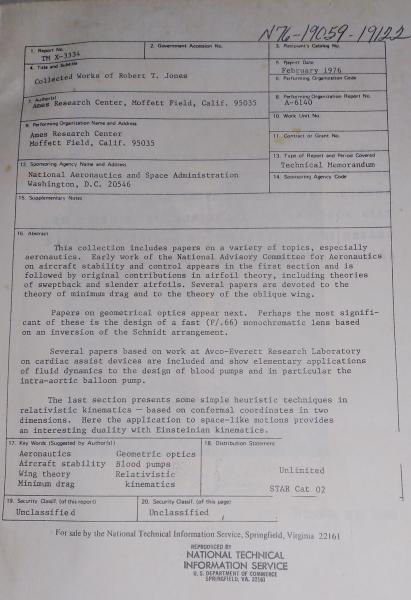 N76-19059-19122
1. Report No.
TM X-3334
2. Government Accession No.
3. Recipient's Catalog No.
4. Title and Subtitle
Collected Works of Robert T. Jones
5. Report Date
February 1976
6. Performing Organization Code
7. Author(s)
Ames Research Center, Moffett Field, Calif. 95035
8. Performing Organization Report No.
A-6140
10. Work Unit No.
9. Performing Organization Name and Address
Ames Research Center
Moffett Field, Calif. 95035
11. Contract or Grant No.
13. Type of Report and Period Covered
Technical Memorandum
12. Sponsoring Agency Name and Address
National Aeronautics and Space Administration
Washington, D.C. 20546
14. Sponsoring Agency Code
15. Supplementary Notes
16. Abstract
This collection includes papers on a variety of topics, especially
aeronautics. Early work of the National Advisory Committee for Aeronautics
on aircraft stability and control appears in the first section and is
followed by original contributions in airfoil theory, including theories
of sweptback and slender airfoils. Several papers are devoted to the
theory of minimum drag and to the theory of the oblique wing.
Papers on geometrical optics appear next. Perhaps the most signifi-
cant of these is the design of a fast (F/.66) monochromatic lens based
on an inversion of the Schmidt arrangement.
Several papers based on work at Avco-Everett Research Laboratory
on cardiac assist devices are included and show elementary applications
of fluid dynamics to the design of blood pumps and in particular the
intra-aortic balloon pump.
The last section presents some simple heuristic techniques in
relativistic kinematics — based on conformal coordinates in two
dimensions. Here the application to space-like motions provides
an interesting duality with Einsteinian kinematics.
17. Key Words (Suggested by Author(s))
Aeronautics Geometric optics
Aircraft stability Blood pumps
Wing theory Relativistic
Minimum drag kinematics
18. Distribution Statement
Unlimited
STAR Cat 02
19. Security Classif. (of this report)
Unclassified
20. Security Classif. (of this page)
Unclassified
For sale by the National Technical Information Service, Springfield, Virginia 22161
REPRODUCED BY
NATIONAL TECHNICAL
INFORMATION SERVICE
U. S. DEPARTMENT OF COMMERCE
SPRINGFIELD, VA. 22161